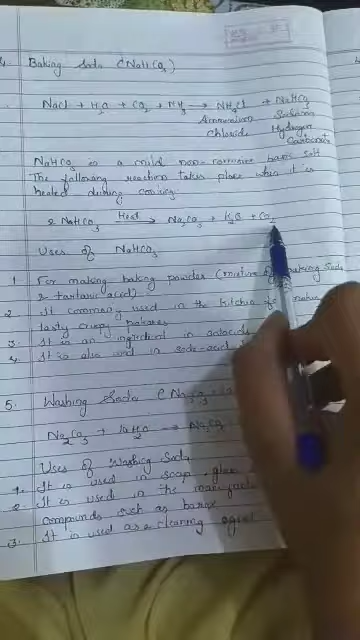 4. Baking Soda (NaHCO3)
NaCl + H2O + CO2 + NH3 → NH4Cl + NaHCO3
Ammonium Sodium
Chloride Hydrogen
Carbonate
NaHCO3 is a mild non-corrosive basic salt
The following reaction takes place when it is
heated during cooking
2 NaHCO3 Heat → Na2CO3 + H2O + CO2
Uses of NaHCO3
1 For making baking powder (mixture of baking soda
& tartaric acid)
2. It commonly used in the kitchen for making
tasty crispy pakoras
3. It is an ingredient in antacids
4. It is also used in soda-acid
5. Washing Soda (Na2CO3
Na2CO3 + 10H2O → Na2CO3
Uses of Washing Soda
1. It is used in soap, glass
2. It is used in the manufacture
compounds such as borax
3. It is used as a cleaning agent